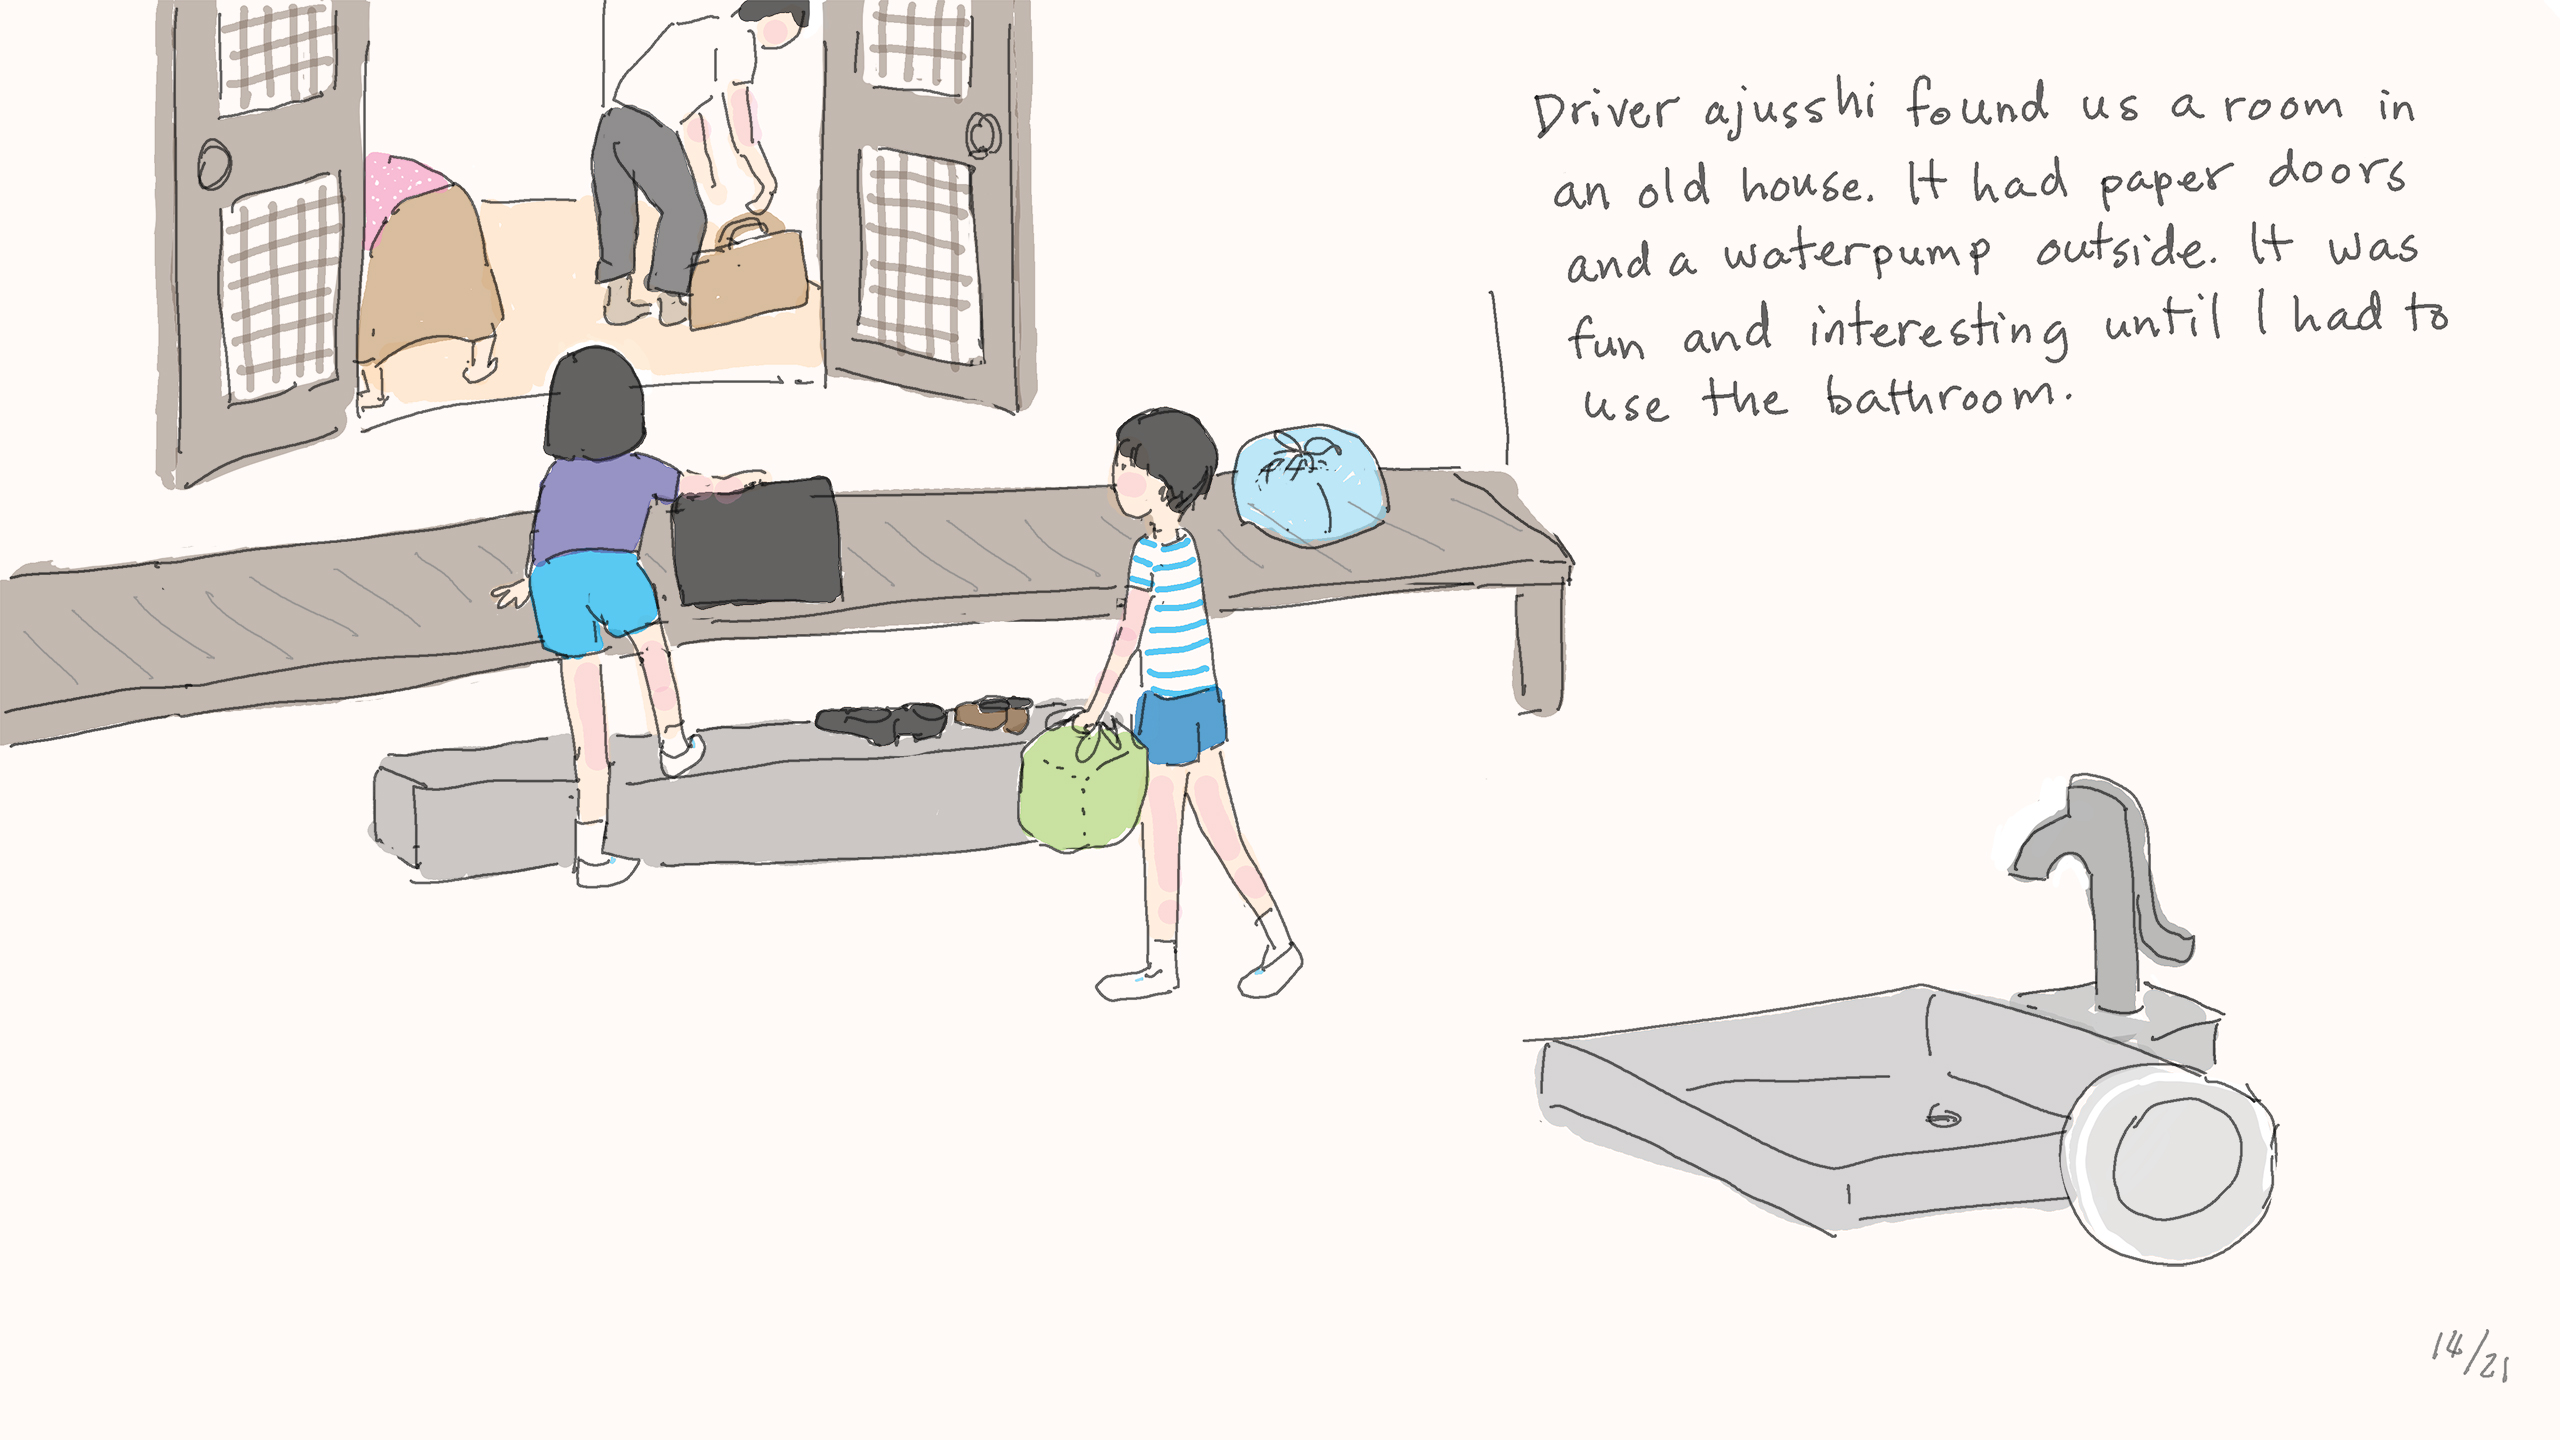 Driver ajusshi found us a room in
an old house. It had paper doors
and a waterpump outside. It was
fun and interesting until I had to
use the bathroom.
14/21